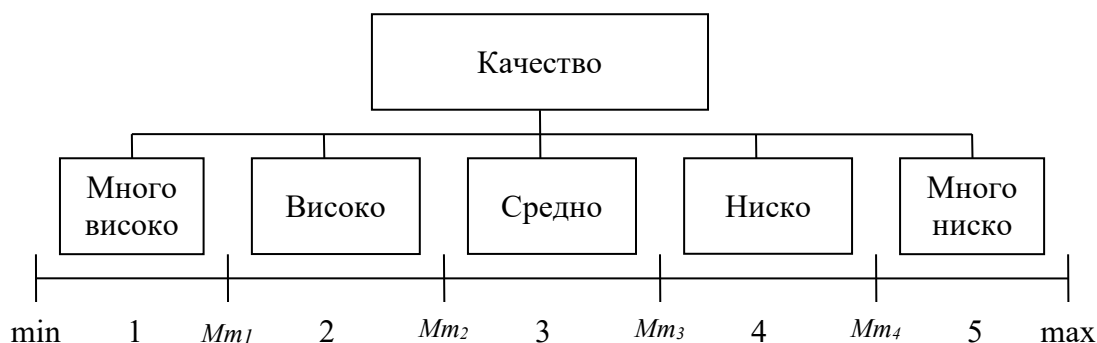 Качество
Много
високо
Високо
Средно
Ниско
Много
ниско
min 1 Mm1 2 Mm2 3 Mm3 4 Mm4 5 max